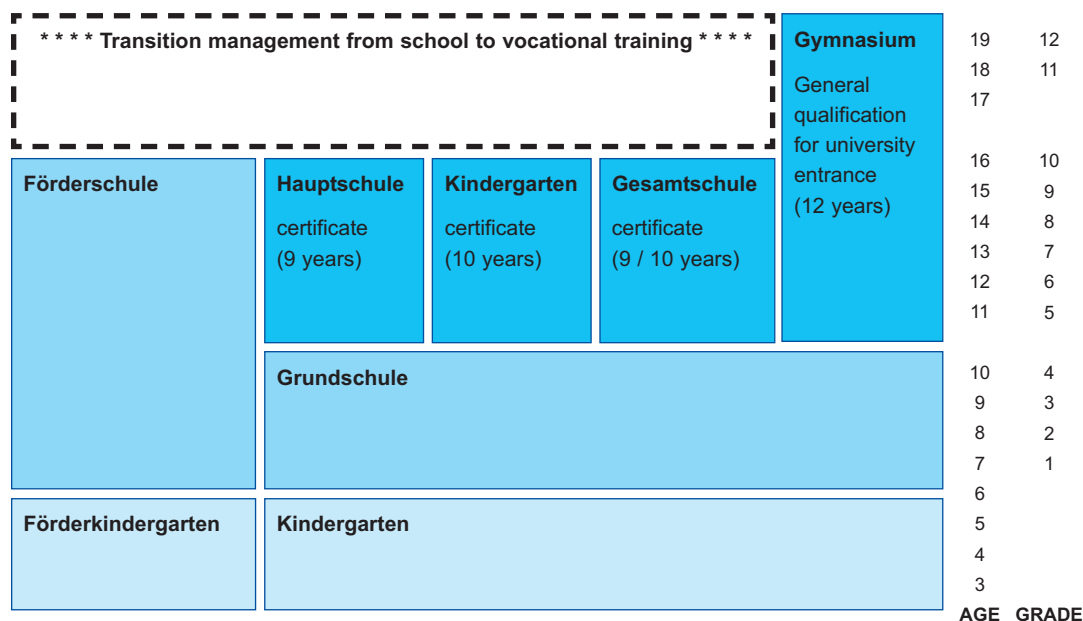 * * * * Transition management from school to vocational training * * * *
Gymnasium
General
qualification
for university
entrance
(12 years)
Förderschule
Hauptschule
certificate
(9 years)
Kindergarten
certificate
(10 years)
Gesamtschule
certificate
(9 / 10 years)
Grundschule
Förderkindergarten
Kindergarten
19 12
18 11
17
16 10
15 9
14 8
13 7
12 6
11 5
10 4
9 3
8 2
7 1
6
5
4
3
AGE GRADE